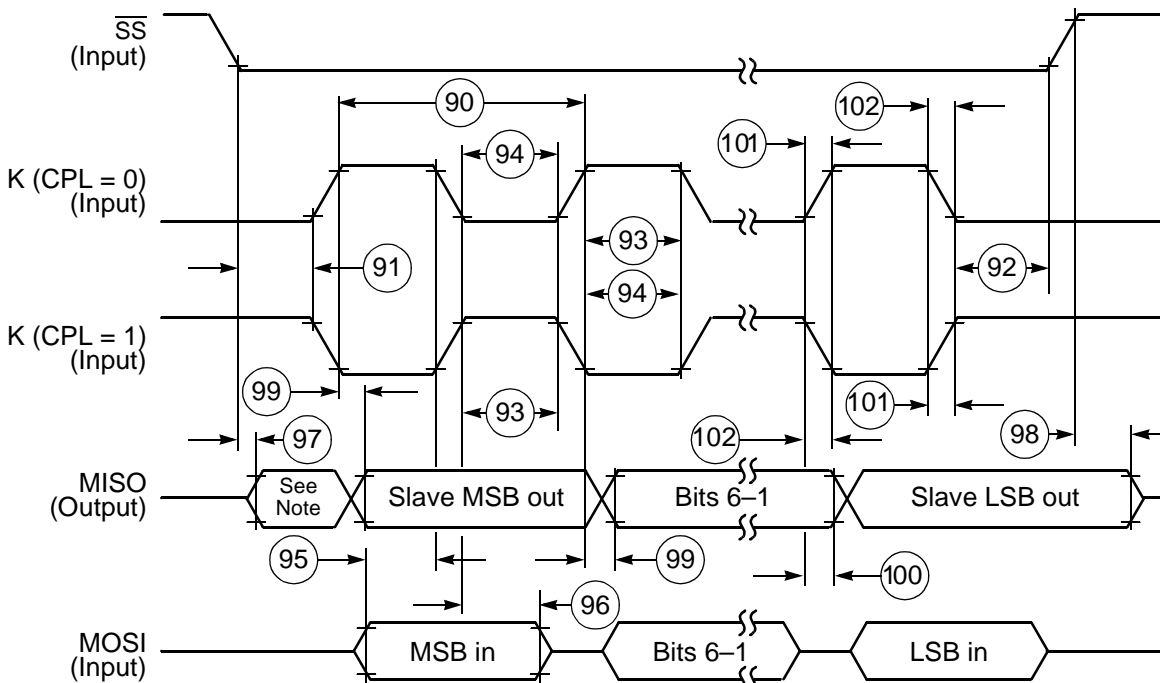 SS
(Input)
90
102
101
94
K (CPL = 0)
(Input)
93
91
92
94
K (CPL = 1)
(Input)
99
93
101
97
102
98
MISO
(Output)
See
Note
Slave MSB out
Bits 6–1
Slave LSB out
95
99
100
96
MOSI
(Input)
MSB in
Bits 6–1
LSB in